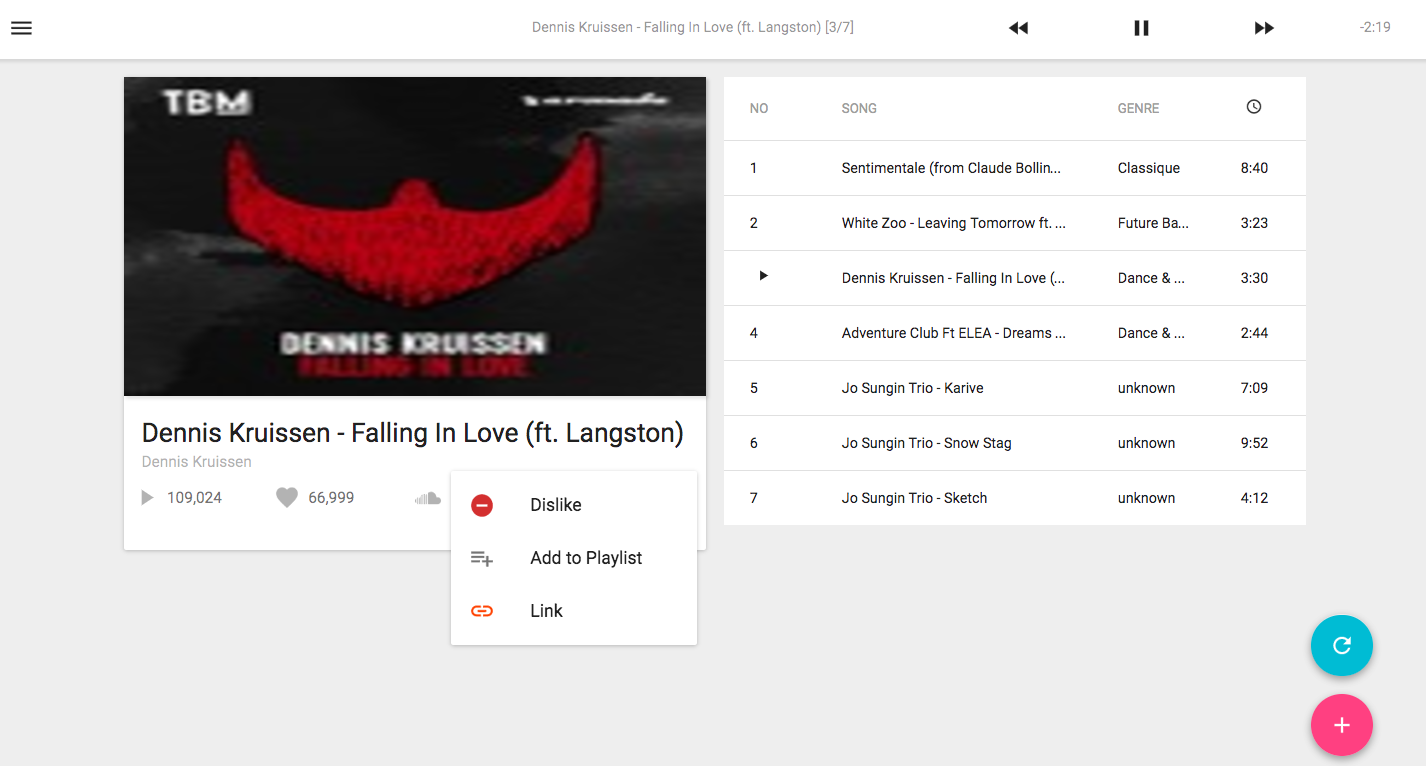 Dennis Kruissen - Falling In Love (ft. Langston) [3/7]
-2:19
TBM
DENNIS KRUISSEN
FALLING IN LOVE
Dennis Kruissen - Falling In Love (ft. Langston)
Dennis Kruissen
109,024 66,999
Dislike
Add to Playlist
Link
NO SONG GENRE
1 Sentimentale (from Claude Bollin... Classique 8:40
2 White Zoo - Leaving Tomorrow ft. ... Future Ba... 3:23
Dennis Kruissen - Falling In Love (... Dance & ... 3:30
4 Adventure Club Ft ELEA - Dreams ... Dance & ... 2:44
5 Jo Sungin Trio - Karive unknown 7:09
6 Jo Sungin Trio - Snow Stag unknown 9:52
7 Jo Sungin Trio - Sketch unknown 4:12